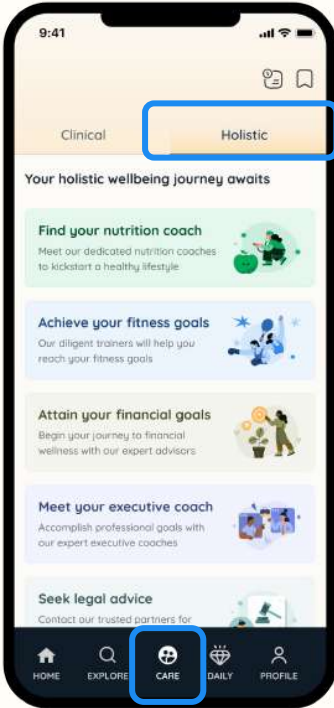 9:41
Clinical
Holistic
Your holistic wellbeing journey awaits
Find your nutrition coach
Meet our dedicated nutrition coaches
to kickstart a healthy lifestyle
Achieve your fitness goals
Our diligent trainers will help you
reach your fitness goals
Attain your financial goals
Begin your journey to financial
wellness with our expert advisors
Meet your executive coach
Accomplish professional goals with
our expert executive coaches
Seek legal advice
Contact our trusted partners for
HOME
EXPLORE
CARE
DAILY
PROFILE